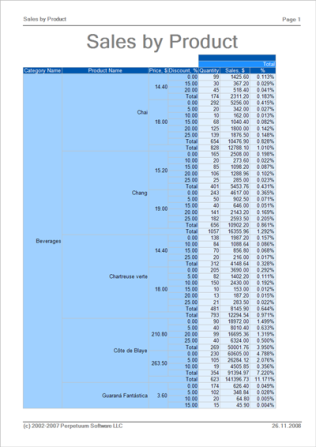 Sales by Product Page 1
Sales by Product
Total
Category Name Product Name Price, $ Discount, % Quantity Sales, $ %
0.00 99 1425.60 0.113%
14.40 15.00 30 367.20 0.029%
20.00 45 518.40 0.041%
Total 174 2311.20 0.183%
0.00 292 5256.00 0.415%
5.00 20 342.00 0.027%
Chai 10.00 10 162.00 0.013%
18.00 15.00 68 1040.40 0.082%
20.00 125 1800.00 0.142%
25.00 139 1876.50 0.148%
Total 654 10476.90 0.828%
Total 828 12788.10 1.010%
0.00 165 2508.00 0.198%
10.00 20 273.60 0.022%
15.20 15.00 85 1098.20 0.087%
20.00 106 1288.96 0.102%
25.00 25 285.00 0.023%
Total 401 5453.76 0.431%
Chang 0.00 243 4617.00 0.365%
5.00 50 902.50 0.071%
19.00 15.00 40 646.00 0.051%
20.00 141 2143.20 0.169%
25.00 182 2593.50 0.205%
Total 656 10902.20 0.861%
Total 1057 16355.96 1.292%
Beverages 0.00 138 1987.20 0.157%
14.40 10.00 84 1088.64 0.086%
15.00 70 856.80 0.068%
25.00 20 216.00 0.017%
Total 312 4148.64 0.328%
0.00 205 3690.00 0.292%
Chartreuse verte 5.00 82 1402.20 0.111%
10.00 150 2430.00 0.192%
18.00 15.00 10 153.00 0.012%
20.00 13 187.20 0.015%
25.00 21 283.50 0.022%
Total 481 8145.90 0.644%
Total 793 12294.54 0.971%
0.00 90 18972.00 1.499%
5.00 40 8010.40 0.633%
210.80 20.00 99 16695.36 1.319%
25.00 40 6324.00 0.500%
Côte de Blaye Total 269 50001.76 3.950%
0.00 230 60605.00 4.788%
263.50 5.00 105 26284.12 2.076%
10.00 19 4505.85 0.356%
Total 354 91394.97 7.220%
Total 623 141396.73 11.171%
0.00 174 626.40 0.049%
Guaraná Fantástica 3.60 5.00 102 348.84 0.028%
10.00 20 64.80 0.005%
15.00 15 45.90 0.004%
(c) 2002-2007 Perpetuum Software LLC 26.11.2008